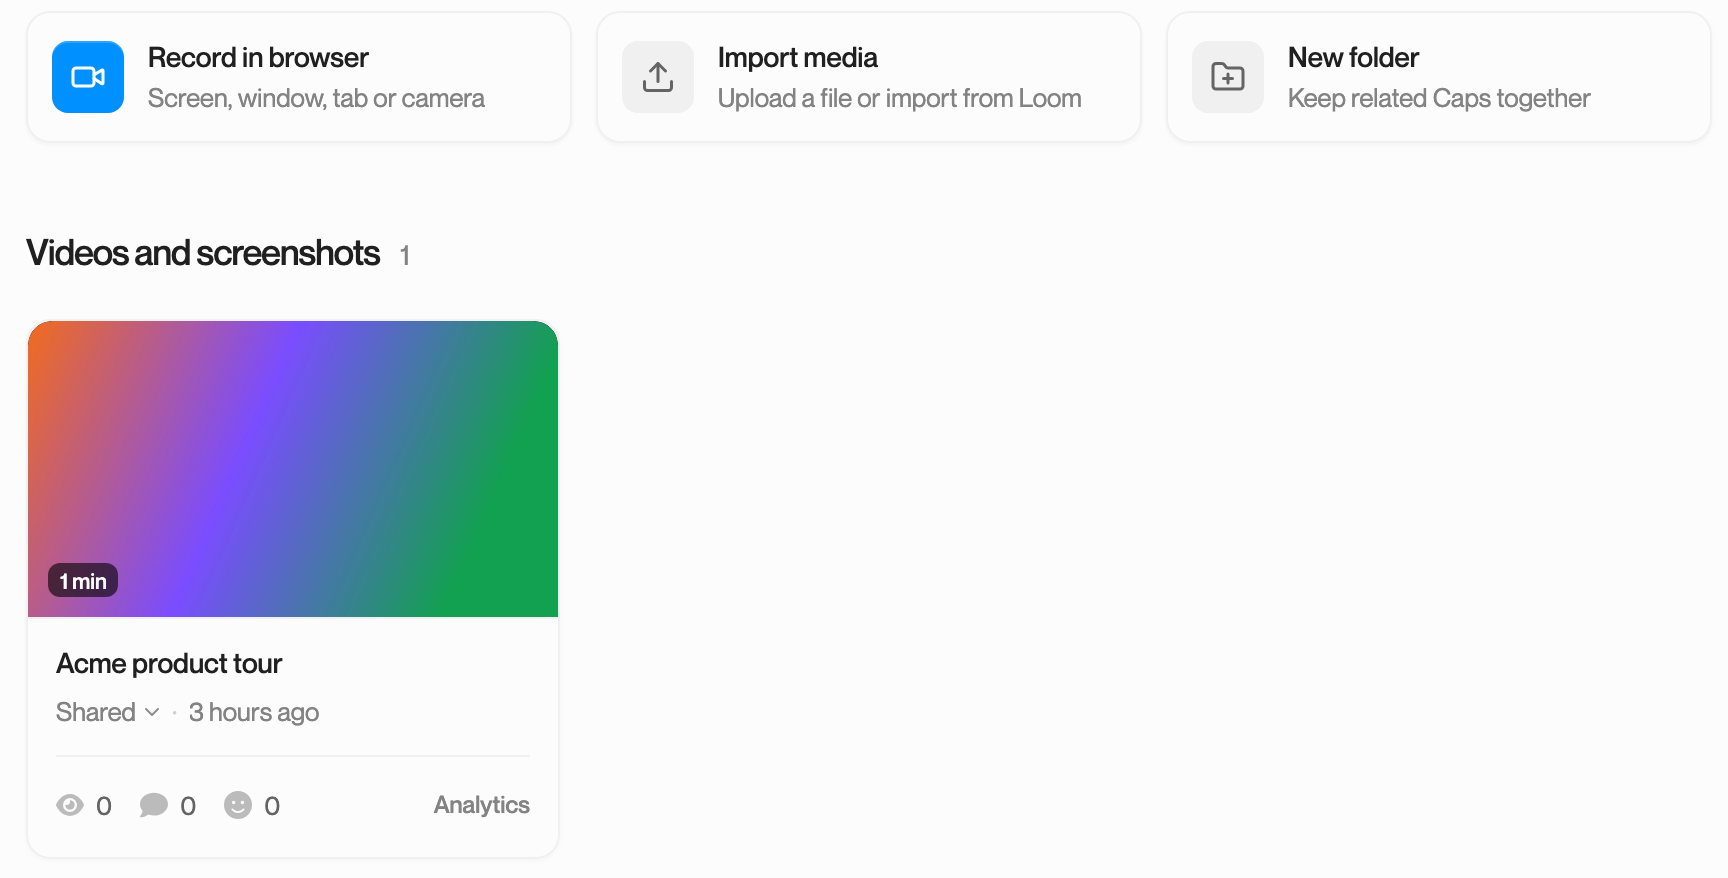 Record in browser
Screen, window, tab or camera
Import media
Upload a file or import from Loom
New folder
Keep related Caps together
Videos and screenshots 1
1 min
Acme product tour
Shared · 3 hours ago
0 0 0 Analytics